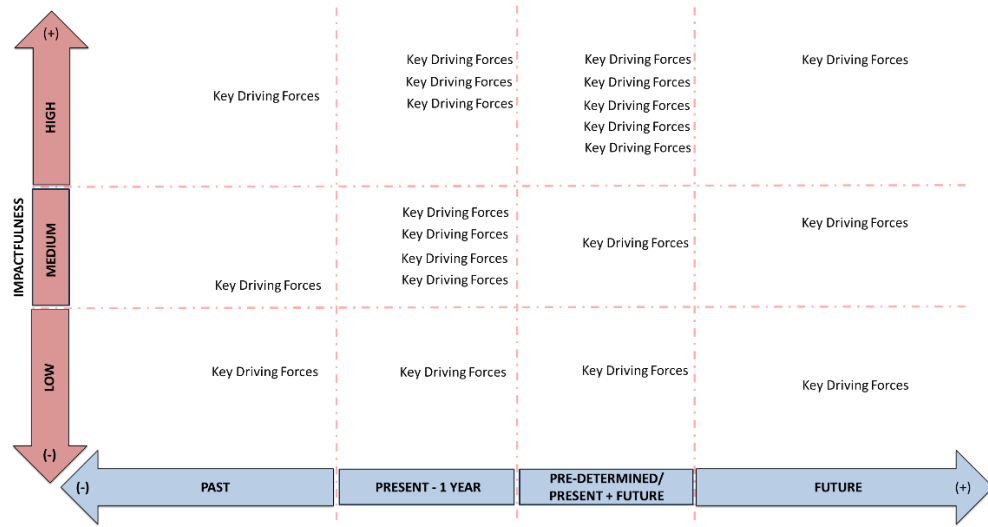 (+)
Key Driving Forces
Key Driving Forces
Key Driving Forces
Key Driving Forces
Key Driving Forces
Key Driving Forces
Key Driving Forces
Key Driving Forces
Key Driving Forces
Key Driving Forces
HIGH
IMPACTFULNESS
MEDIUM
Key Driving Forces
Key Driving Forces
Key Driving Forces
Key Driving Forces
Key Driving Forces
Key Driving Forces
Key Driving Forces
LOW
Key Driving Forces
Key Driving Forces
Key Driving Forces
Key Driving Forces
(-)
(-)
PAST
PRESENT - 1 YEAR
PRE-DETERMINED/
PRESENT + FUTURE
FUTURE
(+)